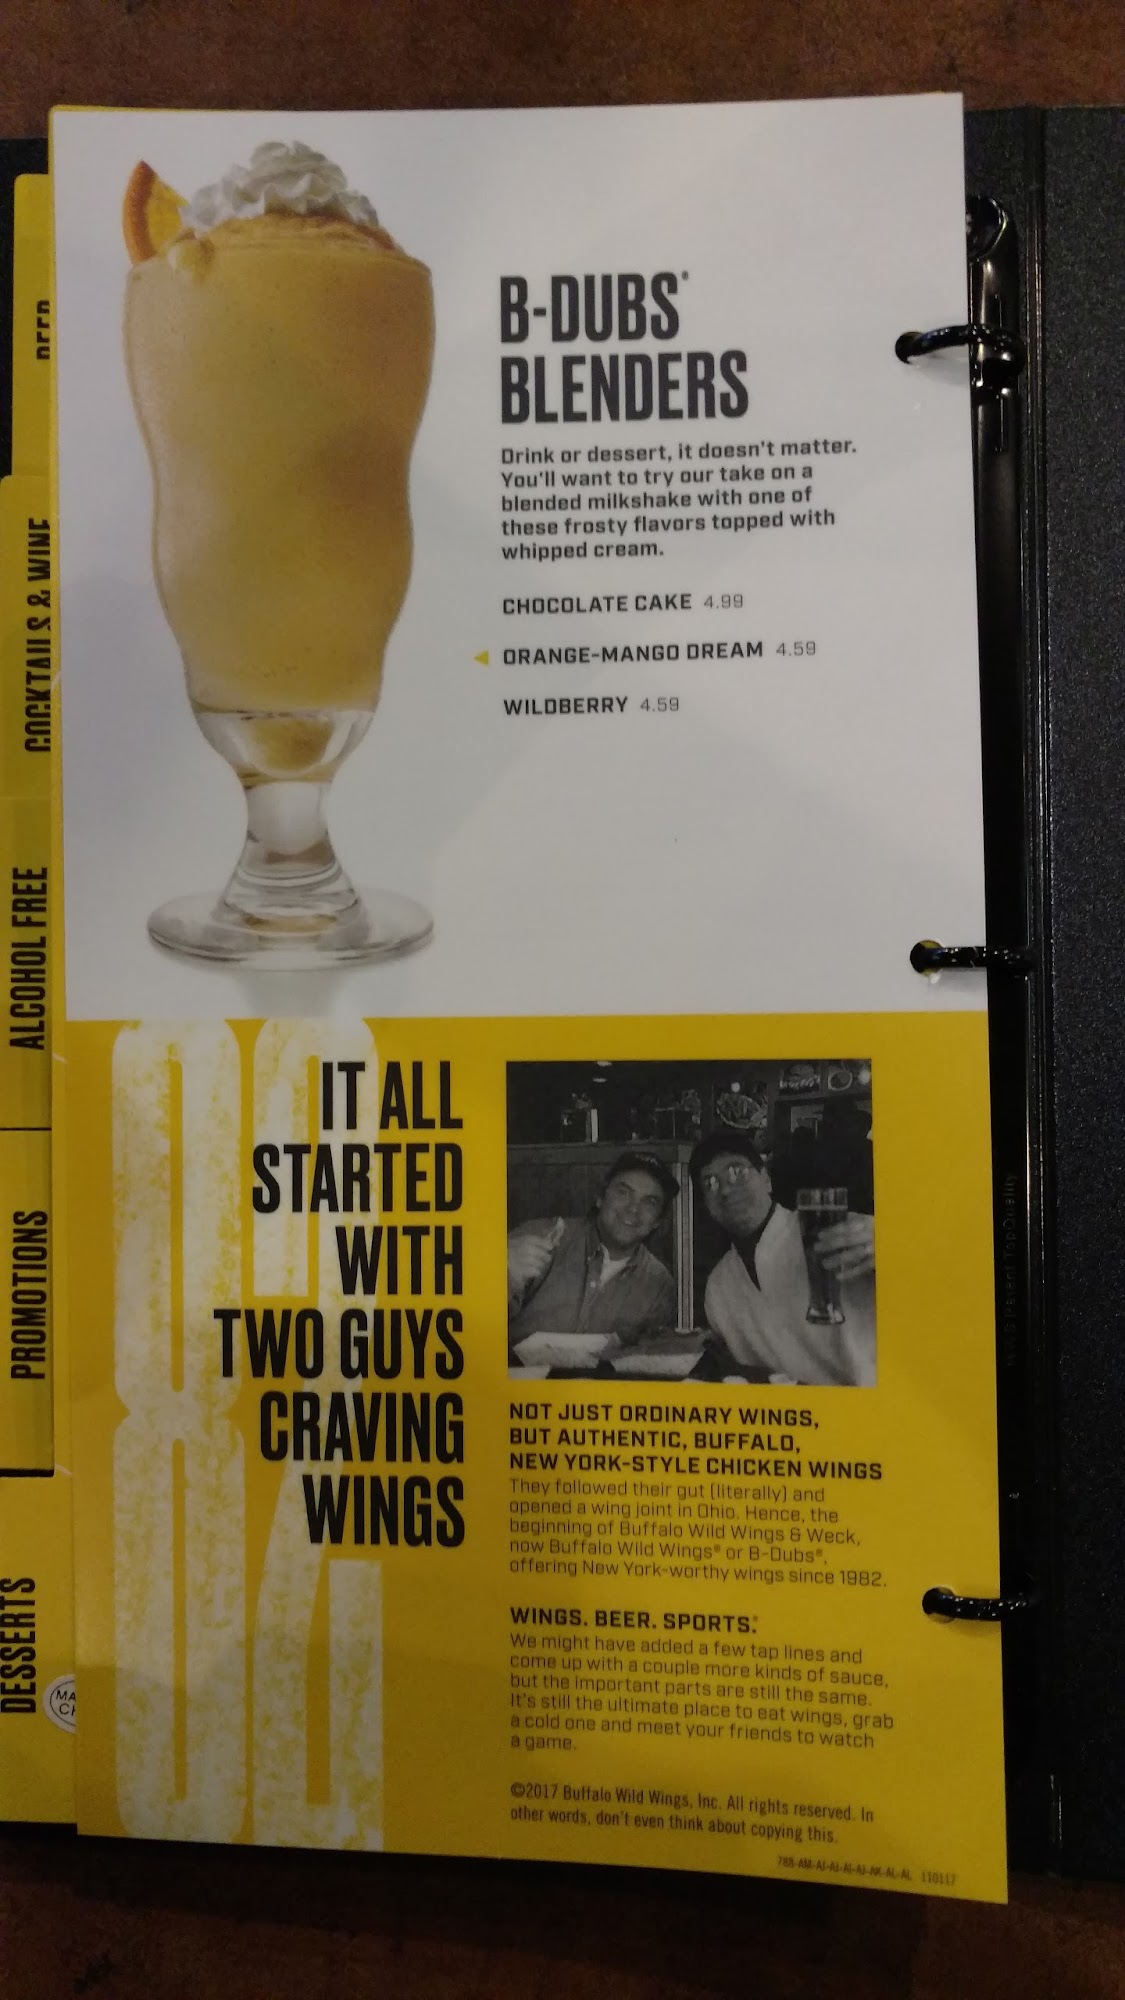 B-DUBS®
BLENDERS
Drink or dessert, it doesn't matter.
You'll want to try our take on a
blended milkshake with one of
these frosty flavors topped with
whipped cream.
CHOCOLATE CAKE 4.99
ORANGE-MANGO DREAM 4.59
WILDBERRY 4.59
BEER
COCKTAILS & WINE
ALCOHOL FREE
PROMOTIONS
DESSERTS
19
82
IT ALL
STARTED
WITH
TWO GUYS
CRAVING
WINGS
NOT JUST ORDINARY WINGS,
BUT AUTHENTIC, BUFFALO,
NEW YORK-STYLE CHICKEN WINGS
They followed their gut (literally) and
opened a wing joint in Ohio. Hence, the
beginning of Buffalo Wild Wings & Weck,
now Buffalo Wild Wings® or B-Dubs®,
offering New York-worthy wings since 1982.
WINGS. BEER. SPORTS.®
We might have added a few tap lines and
come up with a couple more kinds of sauce,
but the important parts are still the same.
It's still the ultimate place to eat wings, grab
a cold one and meet your friends to watch
a game.
©2017 Buffalo Wild Wings, Inc. All rights reserved. In
other words, don't even think about copying this.
110117